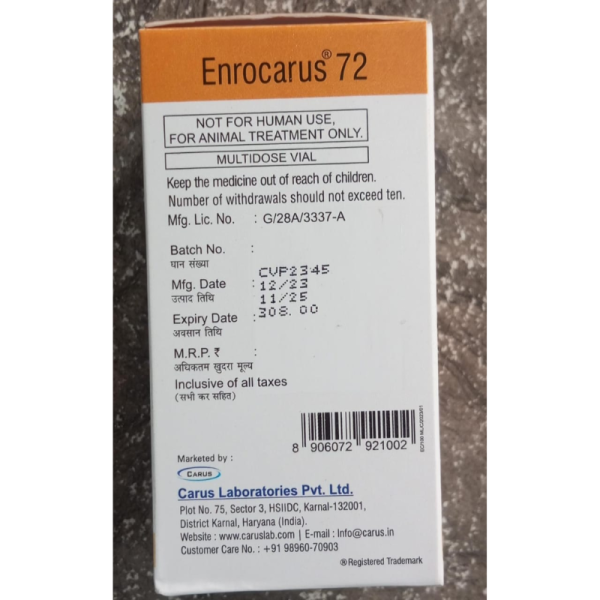 Enrocarus® 72
NOT FOR HUMAN USE,
FOR ANIMAL TREATMENT ONLY.
MULTIDOSE VIAL
Keep the medicine out of reach of children.
Number of withdrawals should not exceed ten.
Mfg. Lic. No. : G/28A/3337-A
Batch No. :
घान संख्या
CVP2345
Mfg. Date : 12/23
उत्पाद तिथि
11/25
Expiry Date : 308.00
अवसान तिथि
M.R.P. ₹ :
अधिकतम खुदरा मूल्य
Inclusive of all taxes
(सभी कर सहित)
8 906072 921002
Marketed by :
CARUS
Carus Laboratories Pvt. Ltd.
Plot No. 75, Sector 3, HSIIDC, Karnal-132001,
District Karnal, Haryana (India).
Website : www.caruslab.com | E-mail : Info@carus.in
Customer Care No. : +91 98960-70903
® Registered Trademark